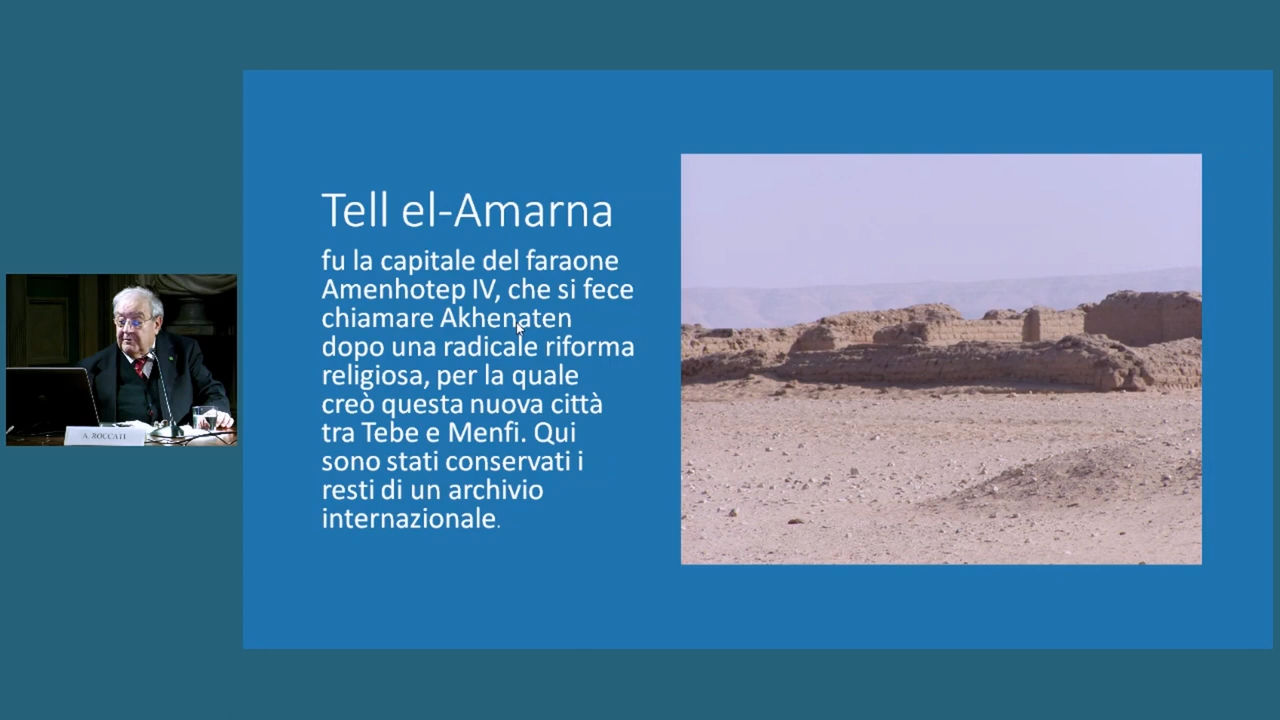 Tell el-Amarna
fu la capitale del faraone
Amenhotep IV, che si fece
chiamare Akhenaten
dopo una radicale riforma
religiosa, per la quale
creò questa nuova città
tra Tebe e Menfi. Qui
sono stati conservati i
resti di un archivio
internazionale.
A. ROCCATI